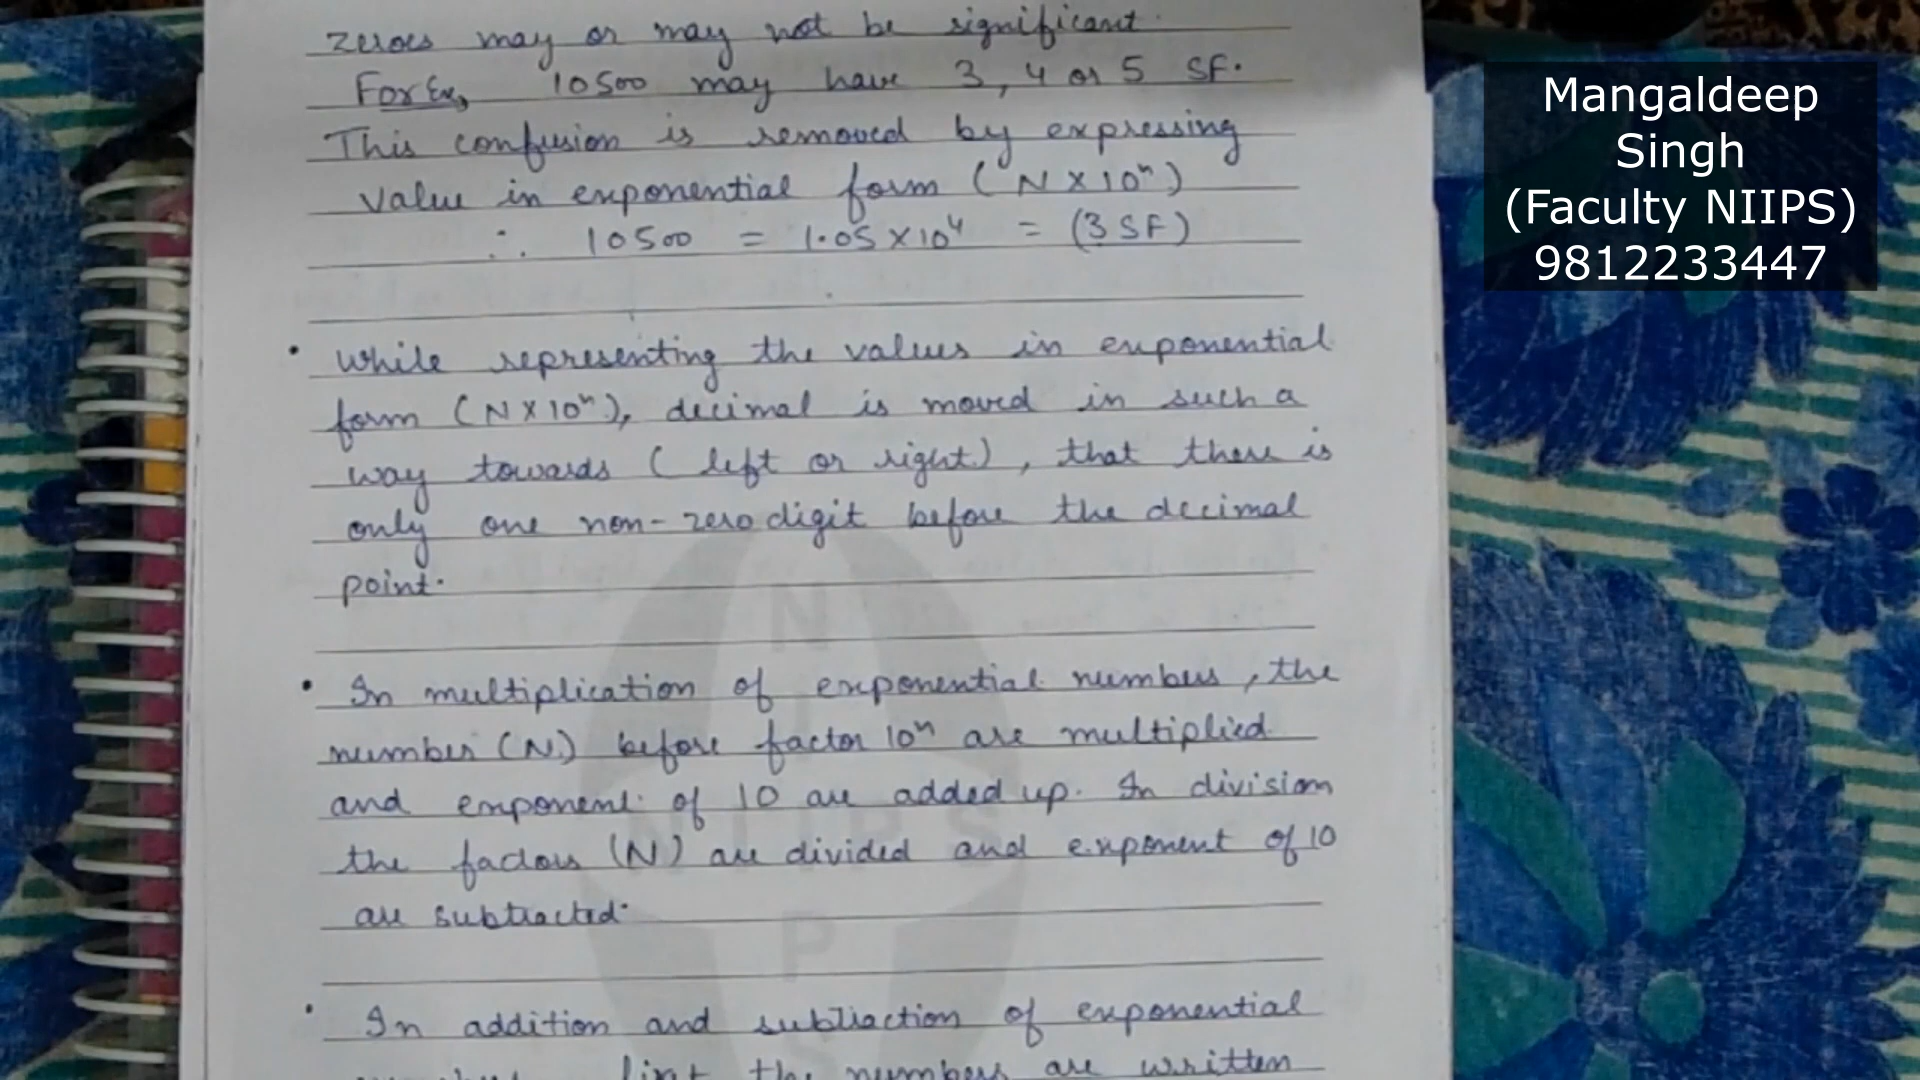 zeroes may or may not be significant.
For Ex, 10500 may have 3, 4 or 5 SF.
This confusion is removed by expressing
value in exponential form (N X 10ⁿ)
∴ 10500 = 1.05 X 10⁴ = (3 SF)
• While representing the values in exponential
form (N X 10ⁿ), decimal is moved in such a
way towards (left or right), that there is
only one non-zero digit before the decimal
point.
• In multiplication of exponential numbers, the
number (N) before factor 10ⁿ are multiplied
and exponent of 10 are added up. In division
the factors (N) are divided and exponent of 10
are subtracted.
• In addition and subtraction of exponential
first the numbers are written
Mangaldeep
Singh
(Faculty NIIPS)
9812233447
N
I
NIIPS
P
S